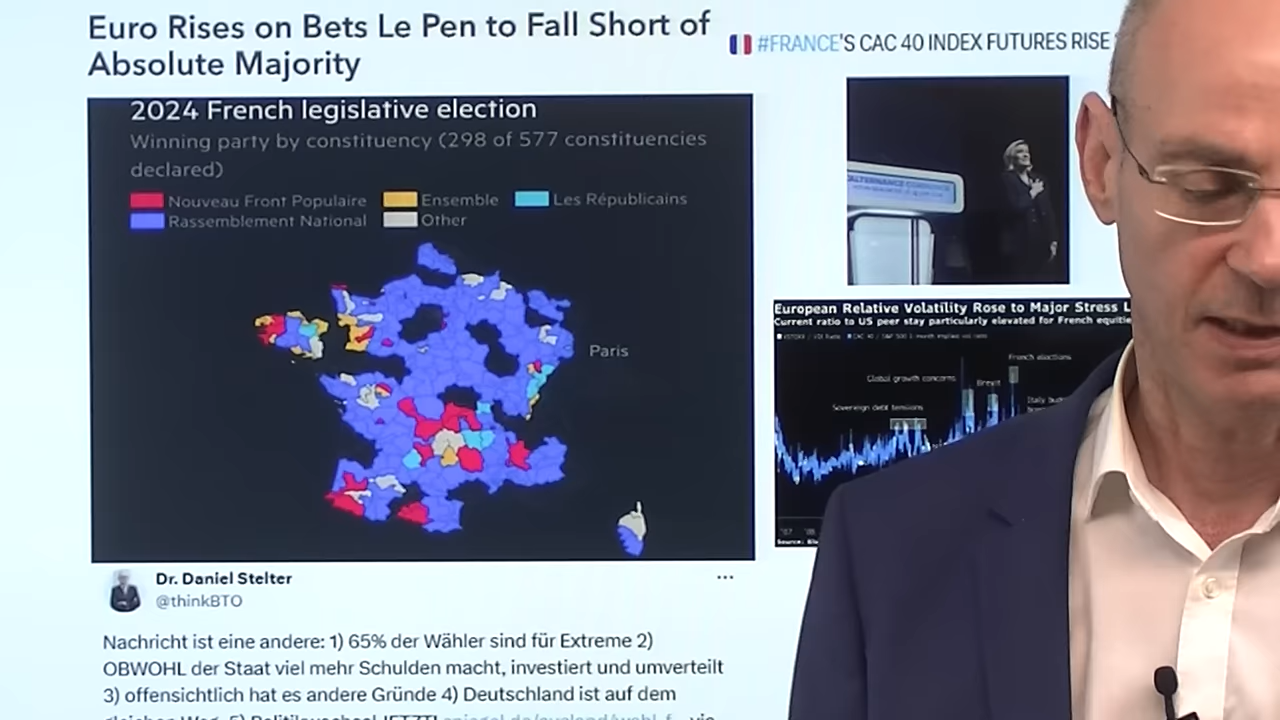 Euro Rises on Bets Le Pen to Fall Short of
Absolute Majority
#FRANCE'S CAC 40 INDEX FUTURES RISE
2024 French legislative election
Winning party by constituency (298 of 577 constituencies
declared)
Nouveau Front Populaire
Ensemble
Les Républicains
Rassemblement National
Other
Paris
European Relative Volatility Rose to Major Stress L
Current ratio to US peer stay particularly elevated for French equitie
French elections
Global growth concerns
Brexit
Sovereign debt tensions
Italy
Dr. Daniel Stelter
@thinkBTO
Nachricht ist eine andere: 1) 65% der Wähler sind für Extreme 2)
OBWOHL der Staat viel mehr Schulden macht, investiert und umverteilt
3) offensichtlich hat es andere Gründe 4) Deutschland ist auf dem